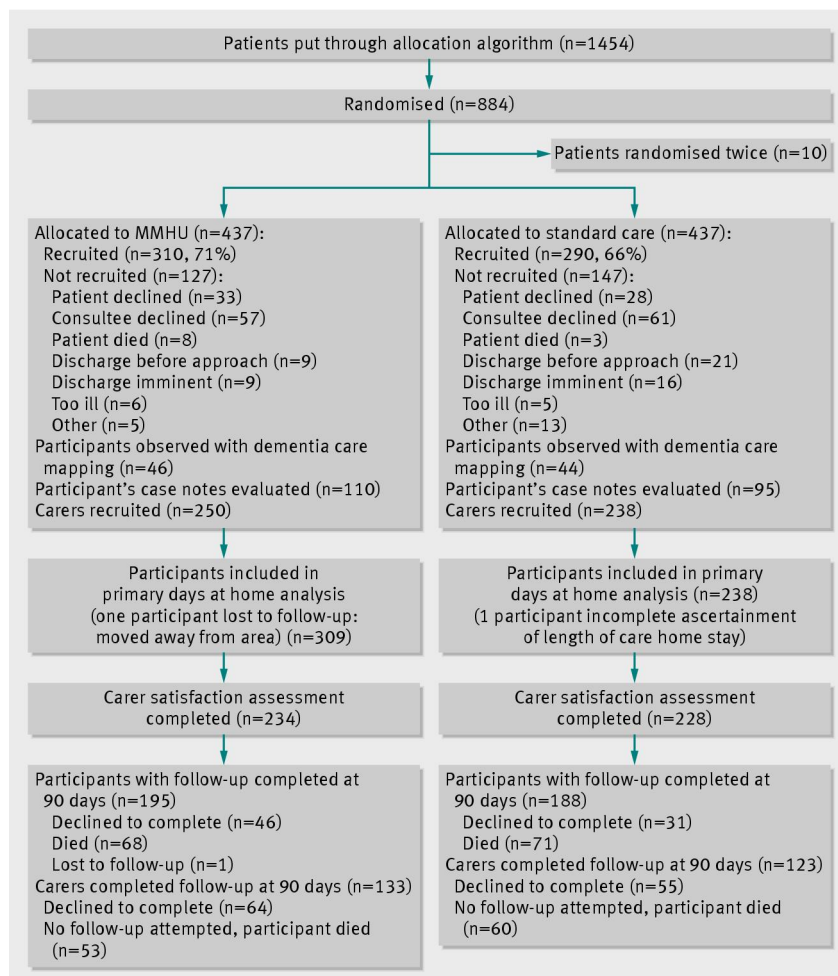 Patients put through allocation algorithm (n=1454)
Randomised (n=884)
Patients randomised twice (n=10)
Allocated to MMHU (n=437):
Recruited (n=310, 71%)
Not recruited (n=127):
Patient declined (n=33)
Consultee declined (n=57)
Patient died (n=8)
Discharge before approach (n=9)
Discharge imminent (n=9)
Too ill (n=6)
Other (n=5)
Participants observed with dementia care
mapping (n=46)
Participant's case notes evaluated (n=110)
Carers recruited (n=250)
Allocated to standard care (n=437):
Recruited (n=290, 66%)
Not recruited (n=147):
Patient declined (n=28)
Consultee declined (n=61)
Patient died (n=3)
Discharge before approach (n=21)
Discharge imminent (n=16)
Too ill (n=5)
Other (n=13)
Participants observed with dementia care
mapping (n=44)
Participant's case notes evaluated (n=95)
Carers recruited (n=238)
Participants included in
primary days at home analysis
(one participant lost to follow-up:
moved away from area) (n=309)
Participants included in primary
days at home analysis (n=238)
(1 participant incomplete ascertainment
of length of care home stay)
Carer satisfaction assessment
completed (n=234)
Carer satisfaction assessment
completed (n=228)
Participants with follow-up completed at
90 days (n=195)
Declined to complete (n=46)
Died (n=68)
Lost to follow-up (n=1)
Carers completed follow-up at 90 days (n=133)
Declined to complete (n=64)
No follow-up attempted, participant died
(n=53)
Participants with follow-up completed at
90 days (n=188)
Declined to complete (n=31)
Died (n=71)
Carers completed follow-up at 90 days (n=123)
Declined to complete (n=55)
No follow-up attempted, participant died
(n=60)